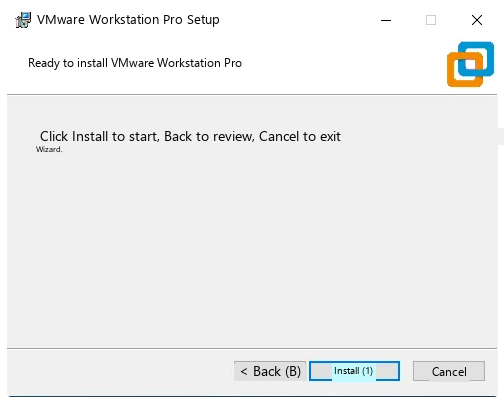 VMware Workstation Pro Setup
Ready to install VMware Workstation Pro
Click Install to start, Back to review, Cancel to exit
Wizard.
< Back (B)
Install (1)
Cancel